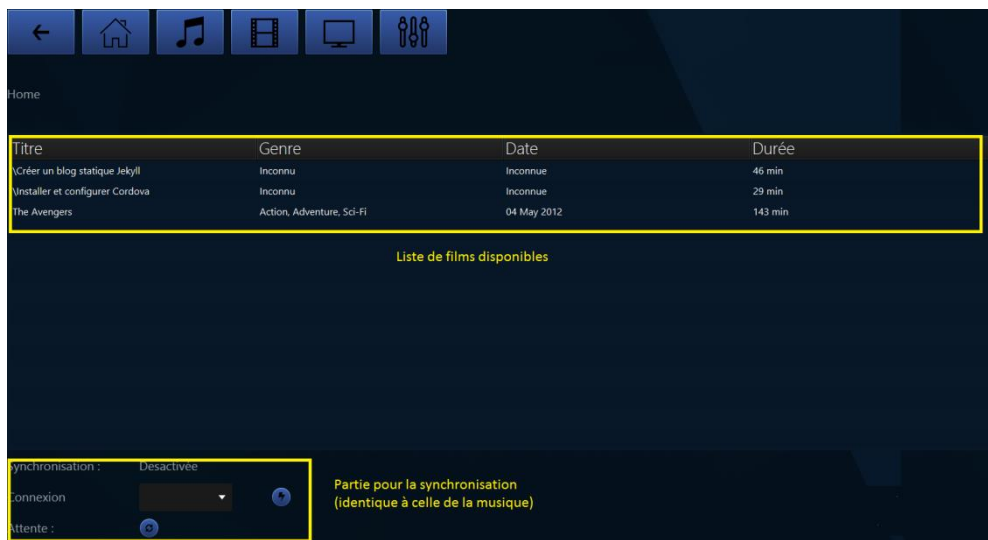 Home
Titre Genre Date Durée
\Créer un blog statique Jekyll Inconnu Inconnue 46 min
\Installer et configurer Cordova Inconnu Inconnue 29 min
The Avengers Action, Adventure, Sci-Fi 04 May 2012 143 min
Liste de films disponibles
Synchronisation : Desactivée
Connexion
Attente :
Partie pour la synchronisation
(identique à celle de la musique)